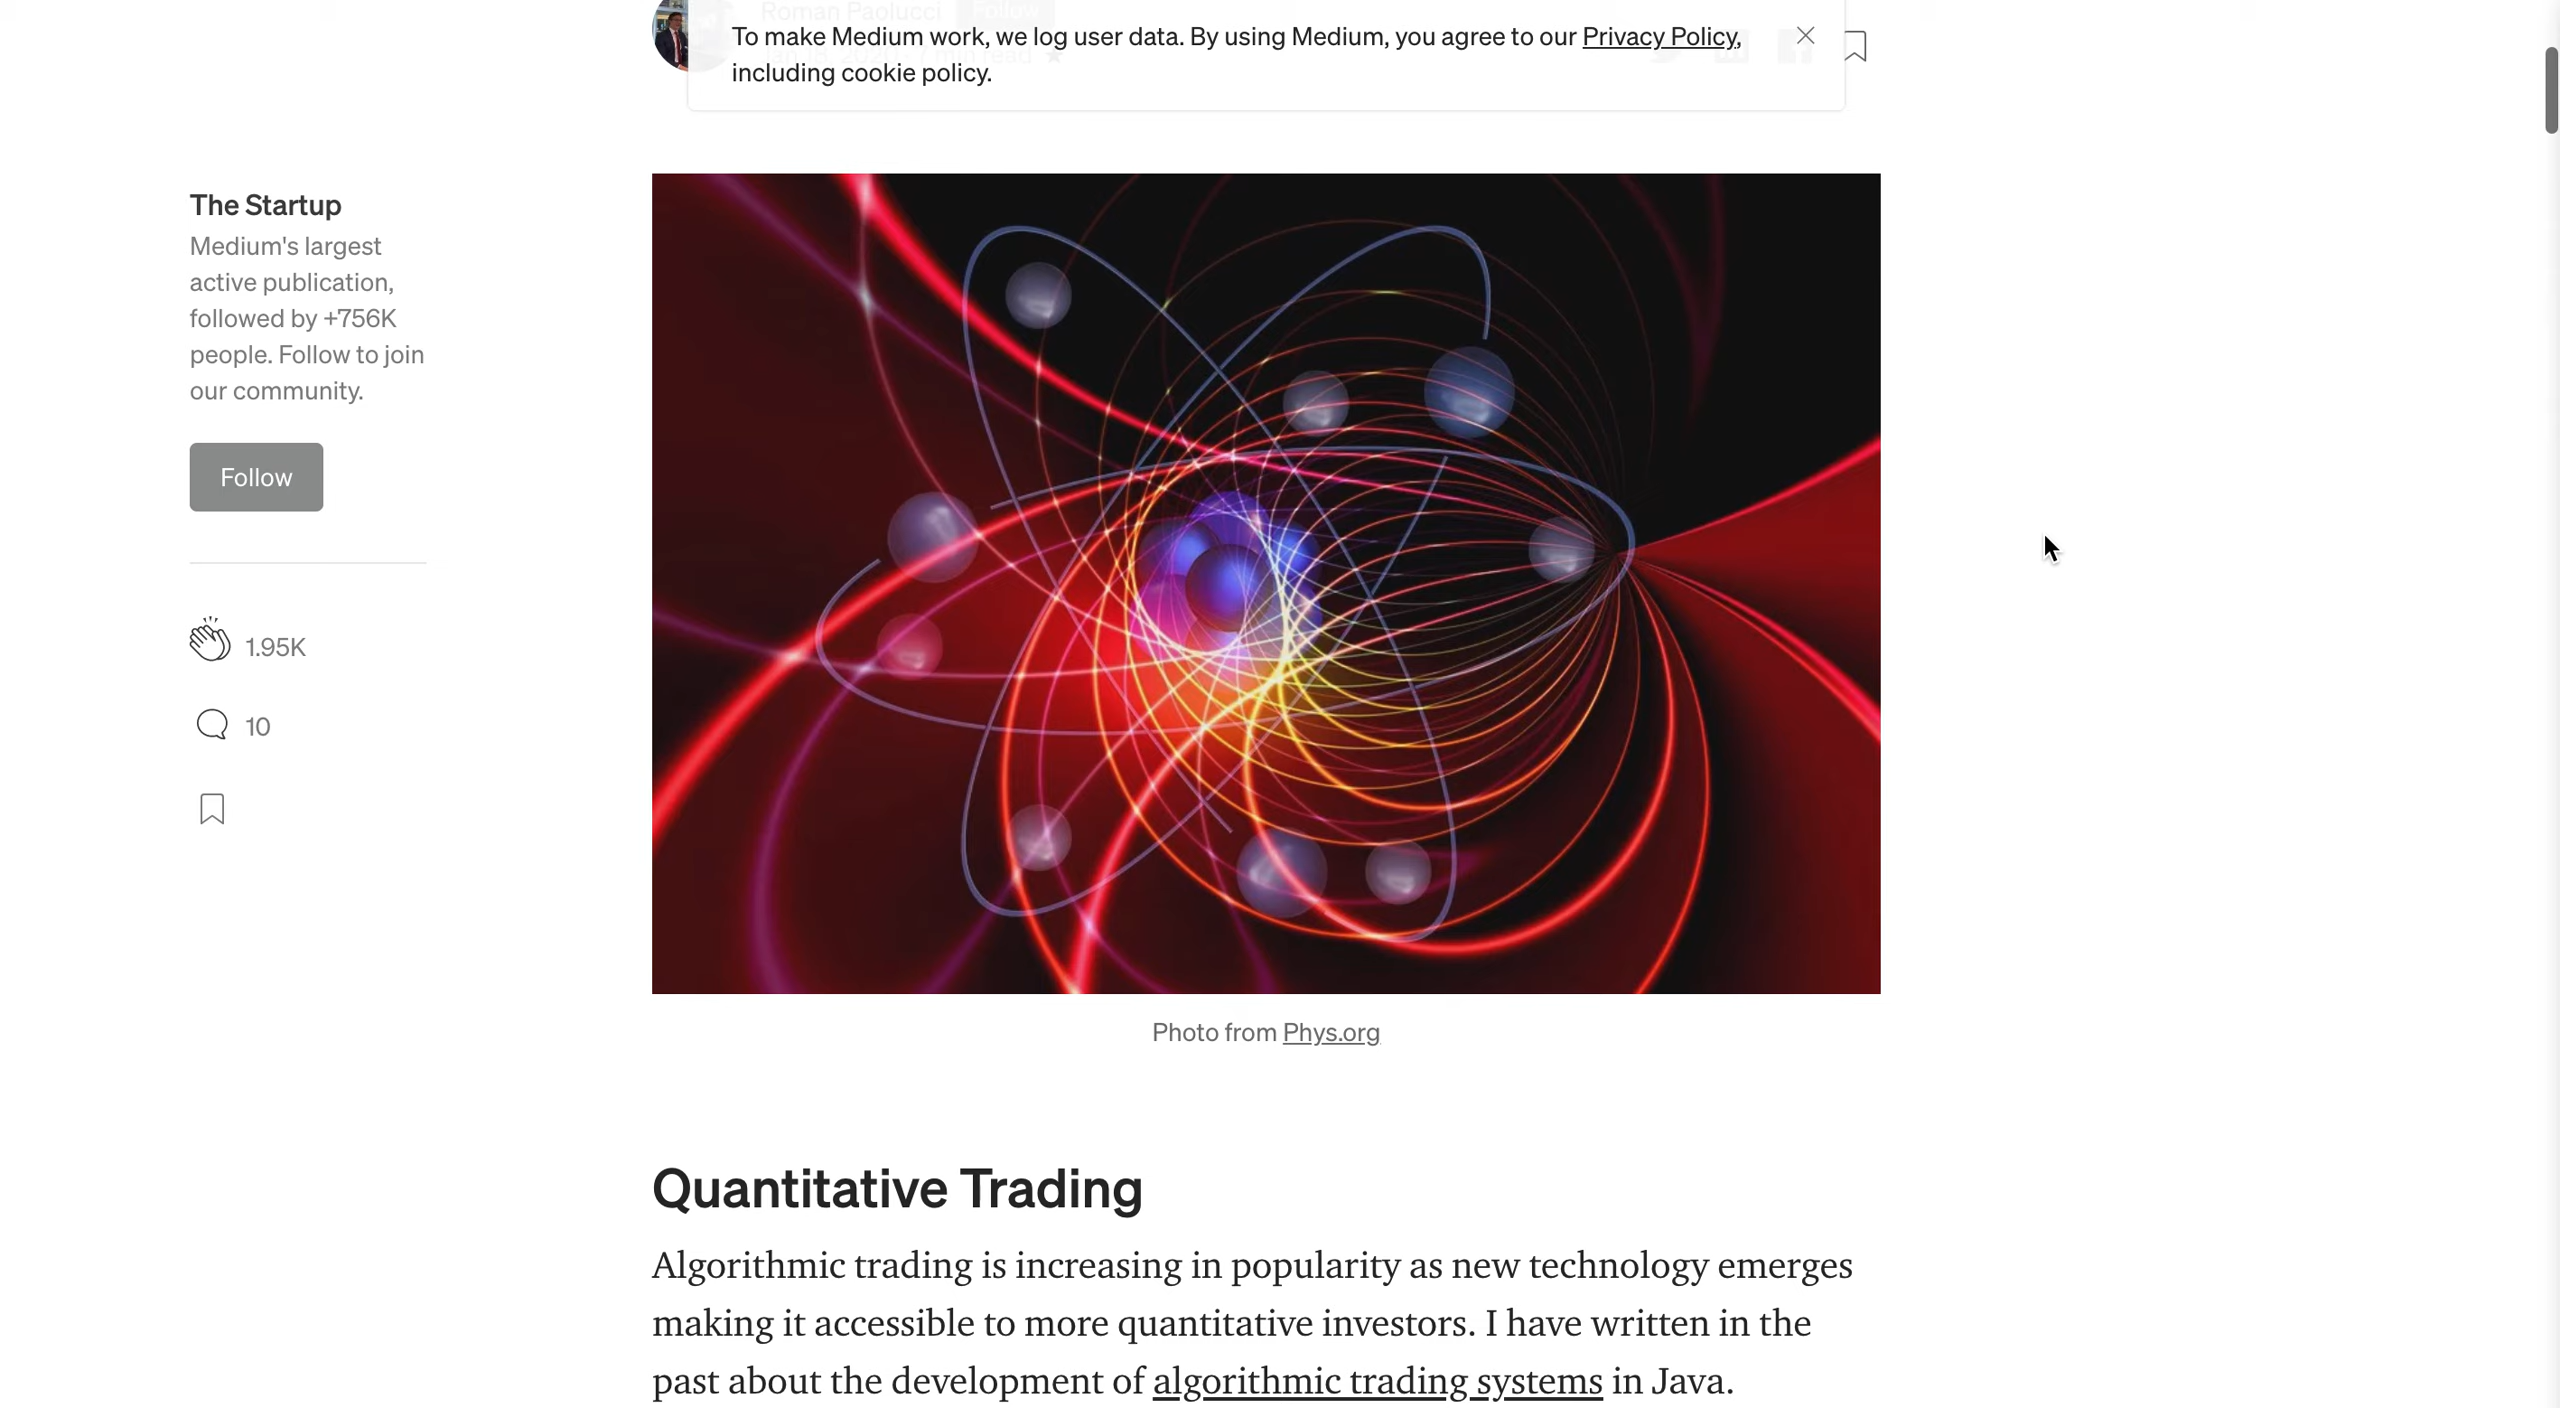 Roman Paolucci Follow
To make Medium work, we log user data. By using Medium, you agree to our Privacy Policy,
including cookie policy.
The Startup
Medium's largest
active publication,
followed by +756K
people. Follow to join
our community.
Follow
1.95K
10
Photo from Phys.org
Quantitative Trading
Algorithmic trading is increasing in popularity as new technology emerges
making it accessible to more quantitative investors. I have written in the
past about the development of algorithmic trading systems in Java.